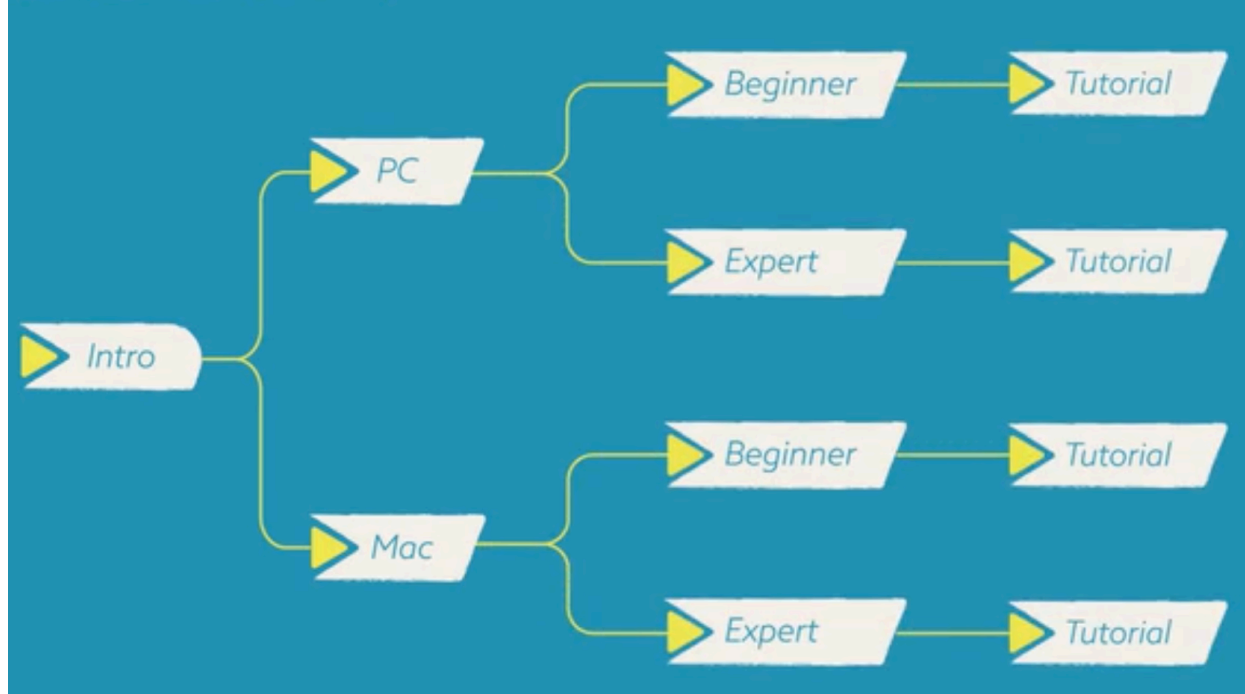 Beginner
Tutorial
PC
Expert
Tutorial
Intro
Beginner
Tutorial
Mac
Expert
Tutorial